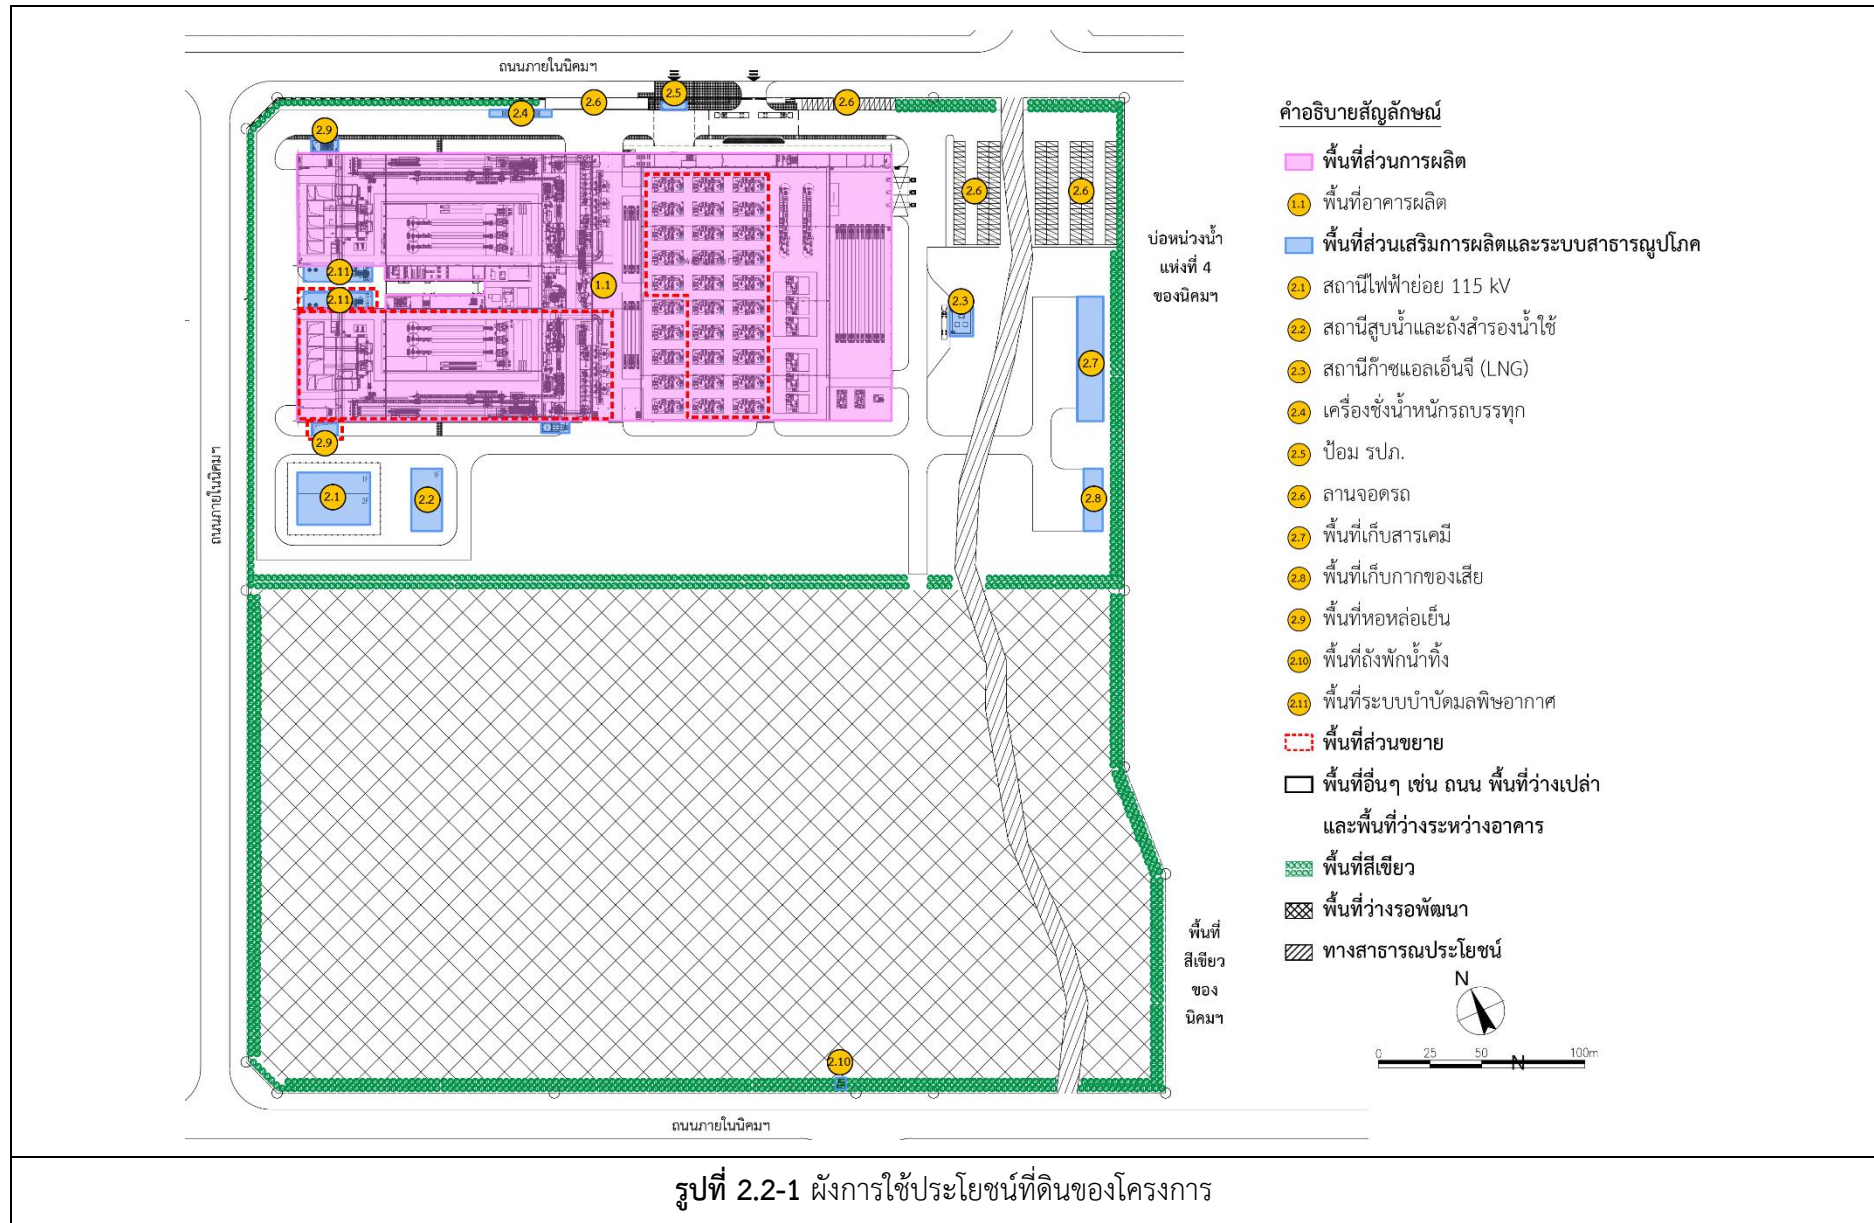 ถนนภายในนิคมฯ
2.5
2.6
2.6
2.4
2.9
คำอธิบายสัญลักษณ์
พื้นที่ส่วนการผลิต
1.1 พื้นที่อาคารผลิต
พื้นที่ส่วนเสริมการผลิตและระบบสาธารณูปโภค
2.1 สถานีไฟฟ้าย่อย 115 kV
2.2 สถานีสูบน้ำและถังสำรองน้ำใช้
2.3 สถานีก๊าซแอลเอ็นจี (LNG)
2.4 เครื่องชั่งน้ำหนักรถบรรทุก
2.5 ป้อม รปภ.
2.6 ลานจอดรถ
2.7 พื้นที่เก็บสารเคมี
2.8 พื้นที่เก็บกากของเสีย
2.9 พื้นที่หอหล่อเย็น
2.10 พื้นที่ถังพักน้ำทิ้ง
2.11 พื้นที่ระบบบำบัดมลพิษอากาศ
พื้นที่ส่วนขยาย
พื้นที่อื่นๆ เช่น ถนน พื้นที่ว่างเปล่า
และพื้นที่ว่างระหว่างอาคาร
พื้นที่สีเขียว
พื้นที่ว่างรอพัฒนา
ทางสาธารณประโยชน์
2.6
2.6
บ่อหน่วงน้ำ
แห่งที่ 4
ของนิคมฯ
2.11
2.11
1.1
2.3
2.7
2.9
2.1
1F
2F
2.2
1F
2.8
ถนนภายในนิคมฯ
พื้นที่
สีเขียว
ของ
นิคมฯ
N
0 25 50 100m
N
2.10
ถนนภายในนิคมฯ
รูปที่ 2.2-1 ผังการใช้ประโยชน์ที่ดินของโครงการ